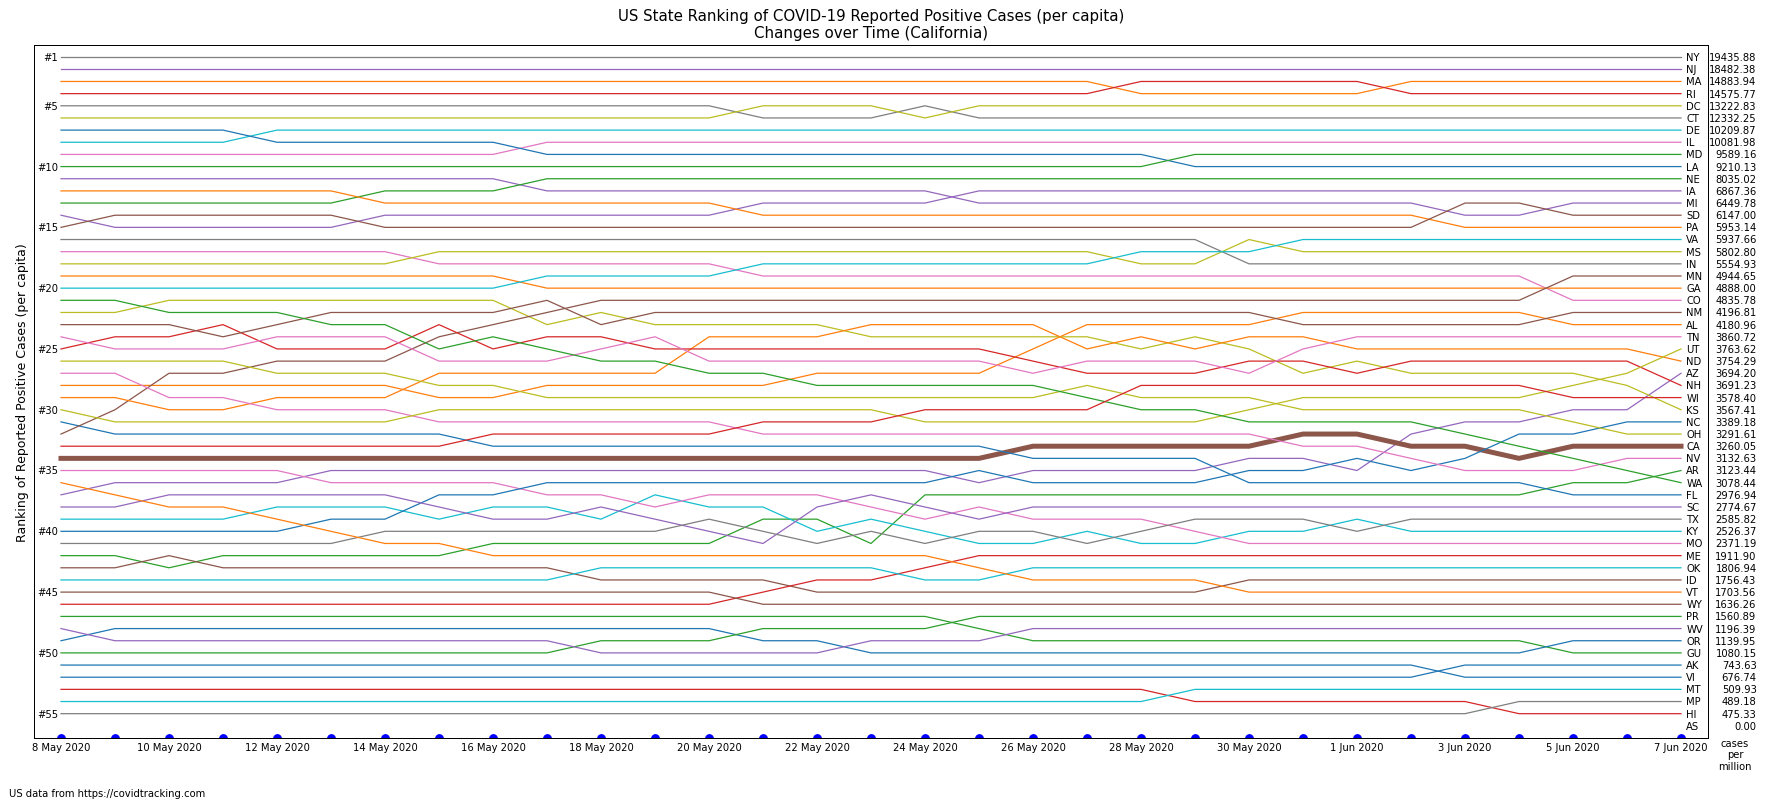 US State Ranking of COVID-19 Reported Positive Cases (per capita)
Changes over Time (California)
Ranking of Reported Positive Cases (per capita)
#1
#5
#10
#15
#20
#25
#30
#35
#40
#45
#50
#55
NY 19435.88
NJ 18482.38
MA 14883.94
RI 14575.77
DC 13222.83
CT 12332.25
DE 10209.87
IL 10081.98
MD 9589.16
LA 9210.13
NE 8035.02
IA 6867.36
MI 6449.78
SD 6147.00
PA 5953.14
VA 5937.66
MS 5802.80
IN 5554.93
MN 4944.65
GA 4888.00
CO 4835.78
NM 4196.81
AL 4180.96
TN 3860.72
UT 3763.62
ND 3754.29
AZ 3694.20
NH 3691.23
WI 3578.40
KS 3567.41
NC 3389.18
OH 3291.61
CA 3260.05
NV 3132.63
AR 3123.44
WA 3078.44
FL 2976.94
SC 2774.67
TX 2585.82
KY 2526.37
MO 2371.19
ME 1911.90
OK 1806.94
ID 1756.43
VT 1703.56
WY 1636.26
PR 1560.89
WV 1196.39
OR 1139.95
GU 1080.15
AK 743.63
VI 676.74
MT 509.93
MP 489.18
HI 475.33
AS 0.00
8 May 2020 10 May 2020 12 May 2020 14 May 2020 16 May 2020 18 May 2020 20 May 2020 22 May 2020 24 May 2020 26 May 2020 28 May 2020 30 May 2020 1 Jun 2020 3 Jun 2020 5 Jun 2020 7 Jun 2020
cases
per
million
US data from https://covidtracking.com